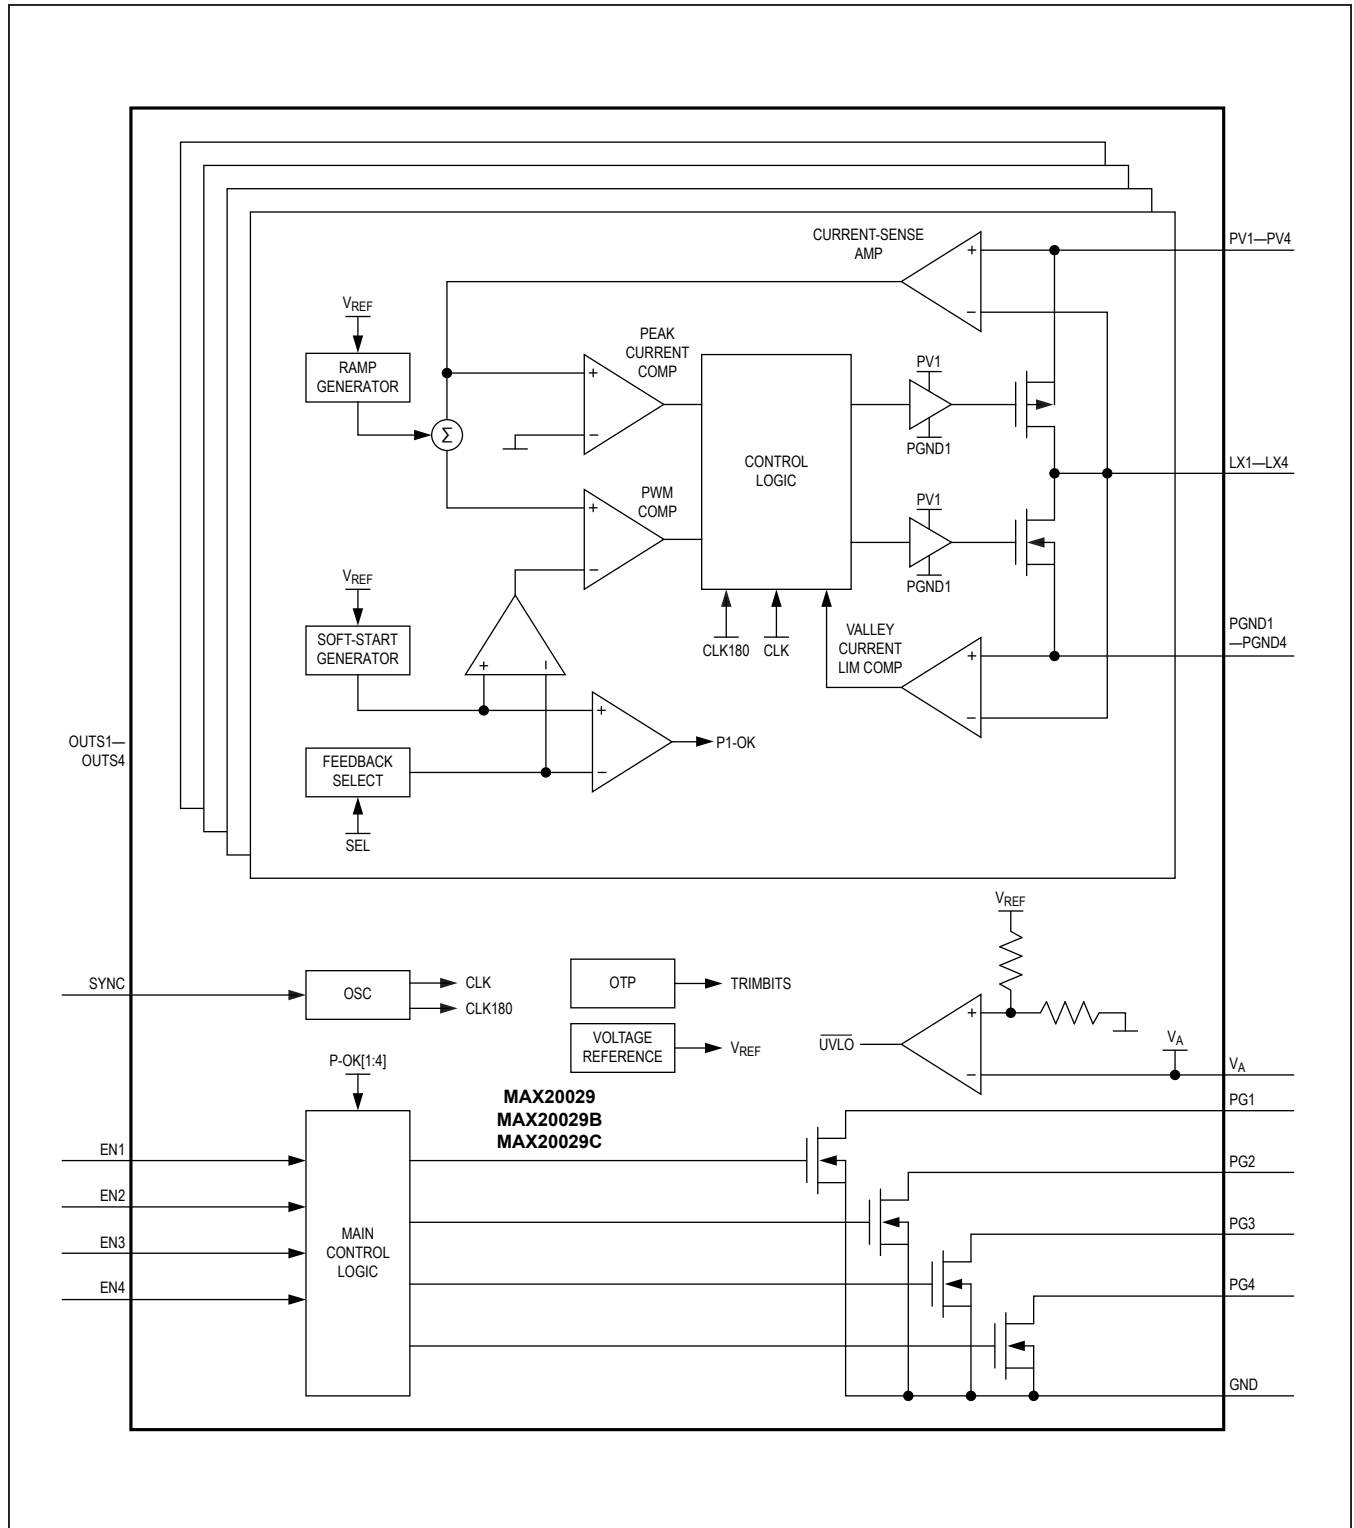 CURRENT-SENSE
AMP
+
−
PV1—PV4
VREF
RAMP
GENERATOR
Σ
PEAK
CURRENT
COMP
+
−
CONTROL
LOGIC
PV1
PGND1
LX1—LX4
PWM
COMP
+
−
PV1
PGND1
VREF
SOFT-START
GENERATOR
+
−
CLK180
CLK
VALLEY
CURRENT
LIM COMP
+
−
PGND1
—PGND4
OUTS1—
OUTS4
FEEDBACK
SELECT
SEL
+
−
P1-OK
SYNC
OSC
CLK
CLK180
OTP
TRIMBITS
VOLTAGE
REFERENCE
VREF
VREF
UVLO
+
−
VA
VA
P-OK[1:4]
MAX20029
MAX20029B
MAX20029C
EN1
EN2
EN3
EN4
MAIN
CONTROL
LOGIC
PG1
PG2
PG3
PG4
GND